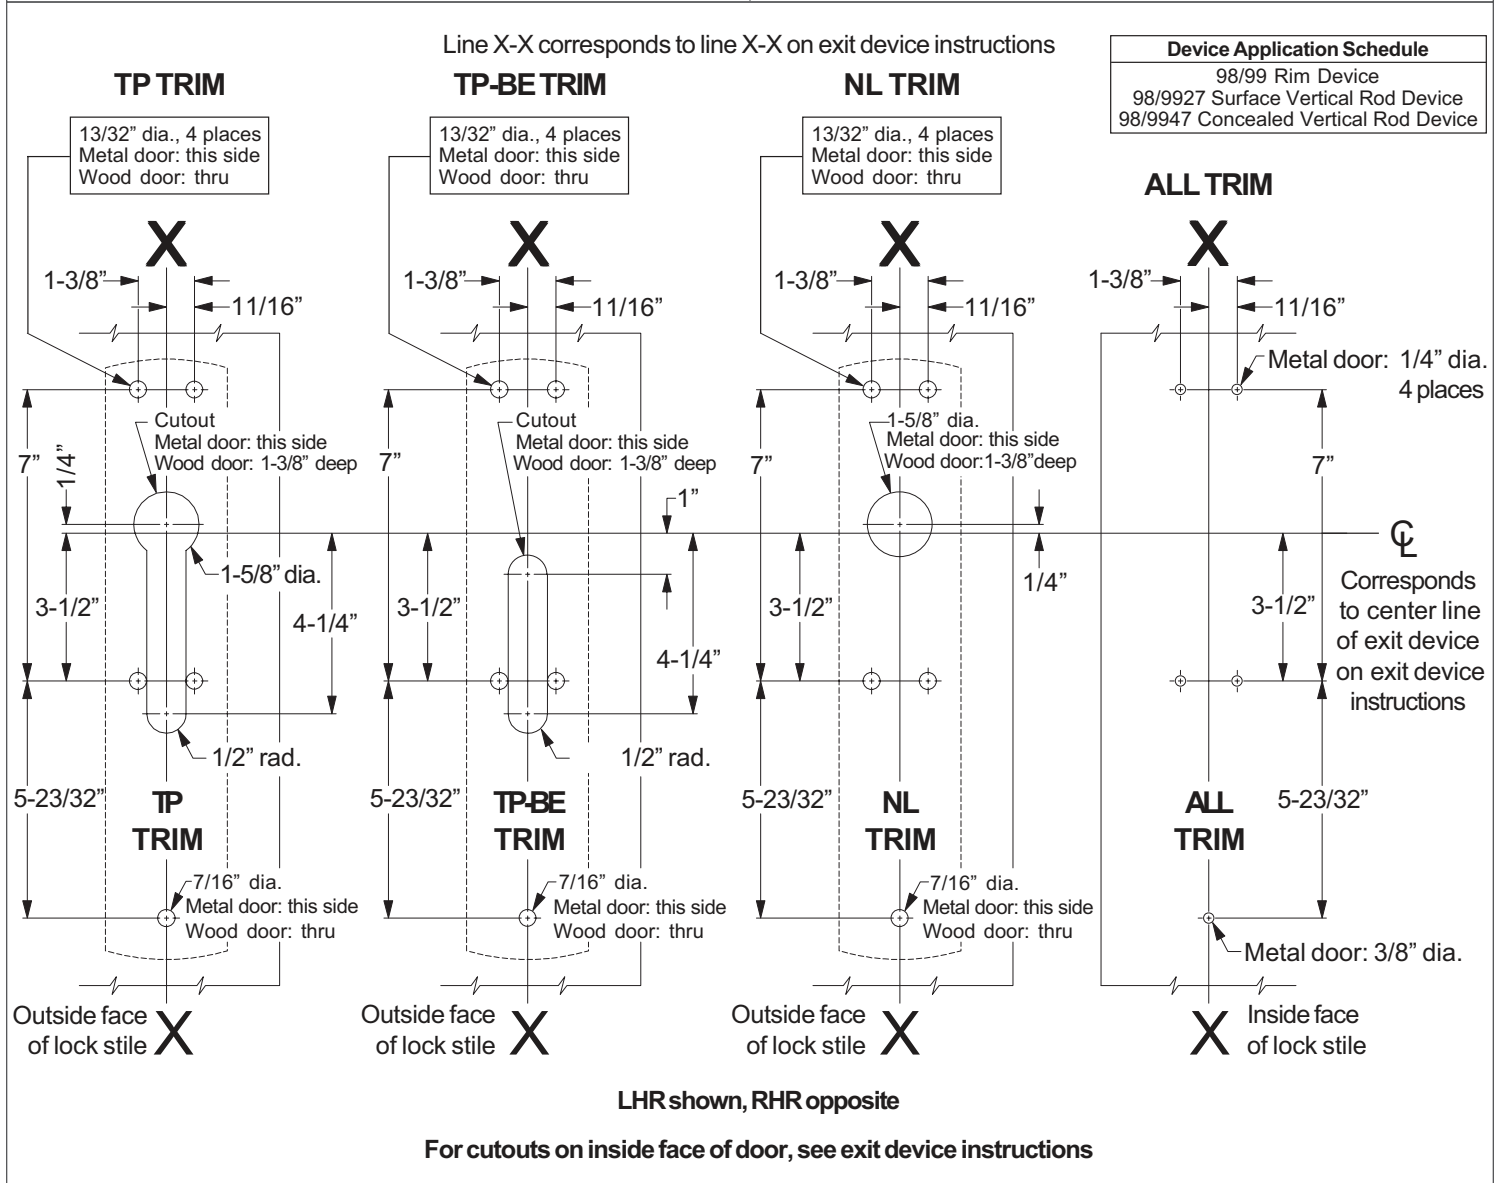 Line X-X corresponds to line X-X on exit device instructions
Device Application Schedule
98/99 Rim Device
98/9927 Surface Vertical Rod Device
98/9947 Concealed Vertical Rod Device
TP TRIM
13/32” dia., 4 places
Metal door: this side
Wood door: thru
X
1-3/8”
11/16”
Cutout
Metal door: this side
Wood door: 1-3/8” deep
7”
1/4”
1-5/8” dia.
3-1/2”
4-1/4”
1/2” rad.
5-23/32”
TP
TRIM
7/16” dia.
Metal door: this side
Wood door: thru
Outside face
of lock stile
X
TP-BE TRIM
13/32” dia., 4 places
Metal door: this side
Wood door: thru
X
1-3/8”
11/16”
Cutout
Metal door: this side
Wood door: 1-3/8” deep
7”
1”
3-1/2”
4-1/4”
1/2” rad.
5-23/32”
TP-BE
TRIM
7/16” dia.
Metal door: this side
Wood door: thru
Outside face
of lock stile
X
NL TRIM
13/32” dia., 4 places
Metal door: this side
Wood door: thru
X
1-3/8”
11/16”
1-5/8” dia.
Metal door: this side
Wood door:1-3/8”deep
7”
1/4”
3-1/2”
5-23/32”
NL
TRIM
7/16” dia.
Metal door: this side
Wood door: thru
Outside face
of lock stile
X
ALL TRIM
X
1-3/8”
11/16”
Metal door: 1/4” dia.
4 places
7”
CL
Corresponds
to center line
of exit device
on exit device
instructions
3-1/2”
5-23/32”
ALL
TRIM
Metal door: 3/8” dia.
X
Inside face
of lock stile
LHR shown, RHR opposite
For cutouts on inside face of door, see exit device instructions